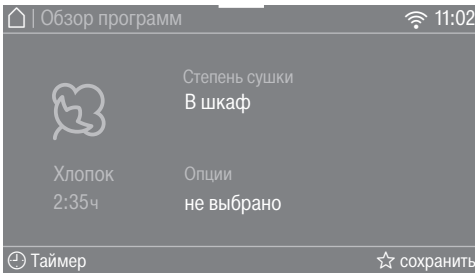 | Обзор программ 11:02
Степень сушки
В шкаф
Хлопок
2:35ч
Опции
не выбрано
Таймер сохранить